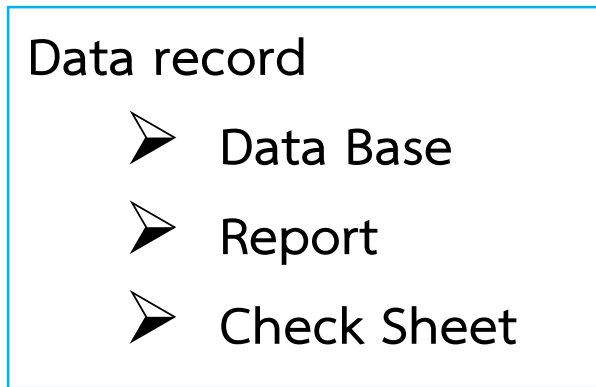 Data record
➢ Data Base
➢ Report
➢ Check Sheet